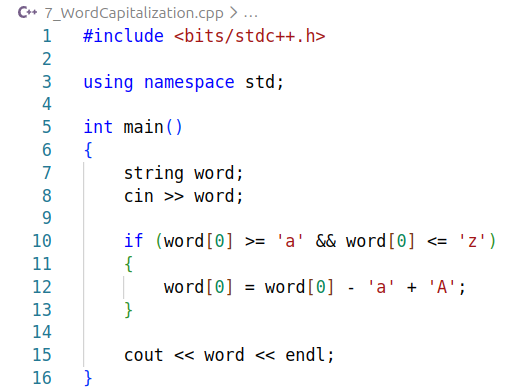 C++ 7_WordCapitalization.cpp > ...
1 #include <bits/stdc++.h>
2
3 using namespace std;
4
5 int main()
6 {
7     string word;
8     cin >> word;
9
10     if (word[0] >= 'a' && word[0] <= 'z')
11     {
12         word[0] = word[0] - 'a' + 'A';
13     }
14
15     cout << word << endl;
16 }